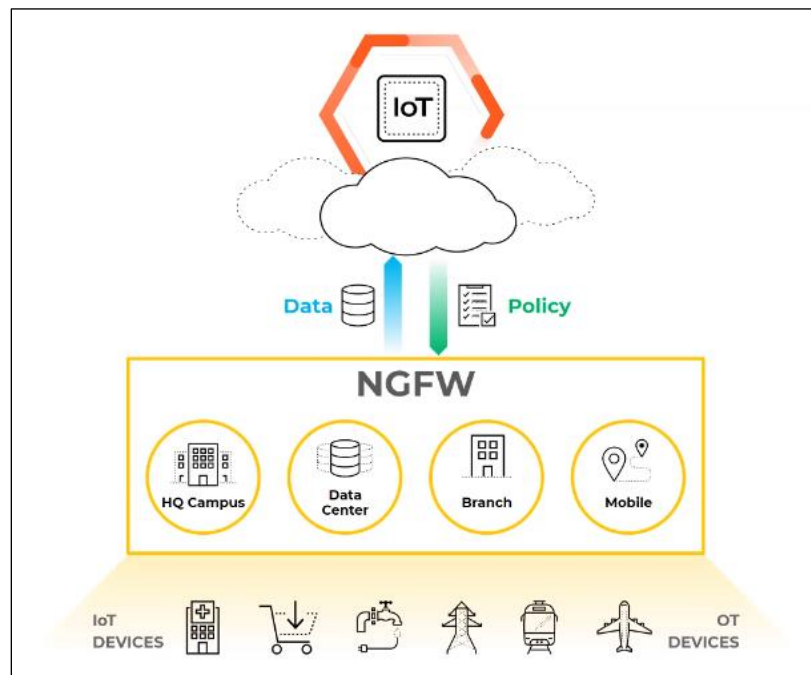 IoT
Data
Policy
NGFW
HQ Campus
Data
Center
Branch
Mobile
IoT
DEVICES
OT
DEVICES